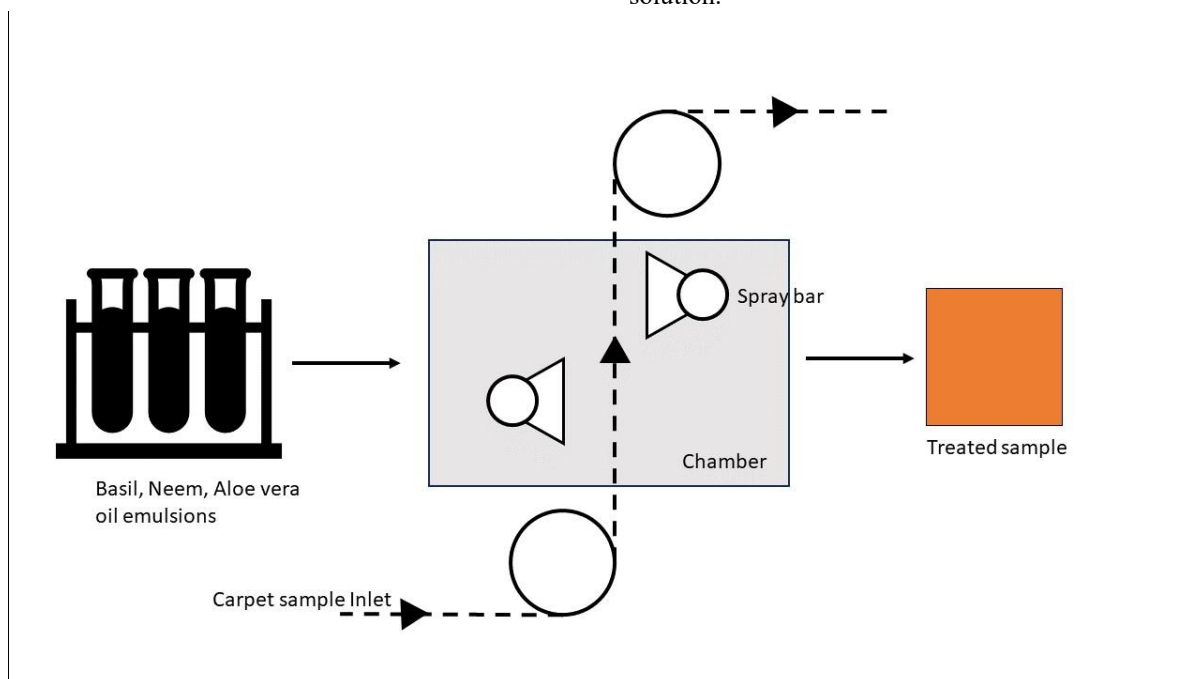 solution.
Spray bar
Chamber
Treated sample
Basil, Neem, Aloe vera
oil emulsions
Carpet sample Inlet